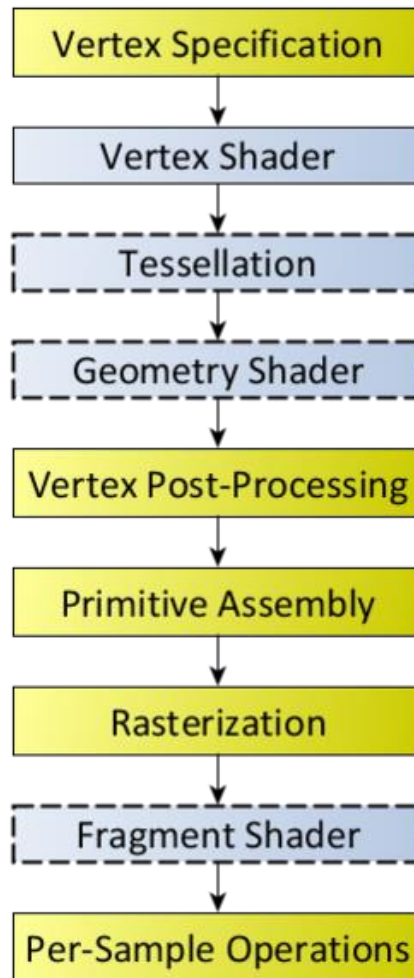 Vertex Specification
Vertex Shader
Tessellation
Geometry Shader
Vertex Post-Processing
Primitive Assembly
Rasterization
Fragment Shader
Per-Sample Operations